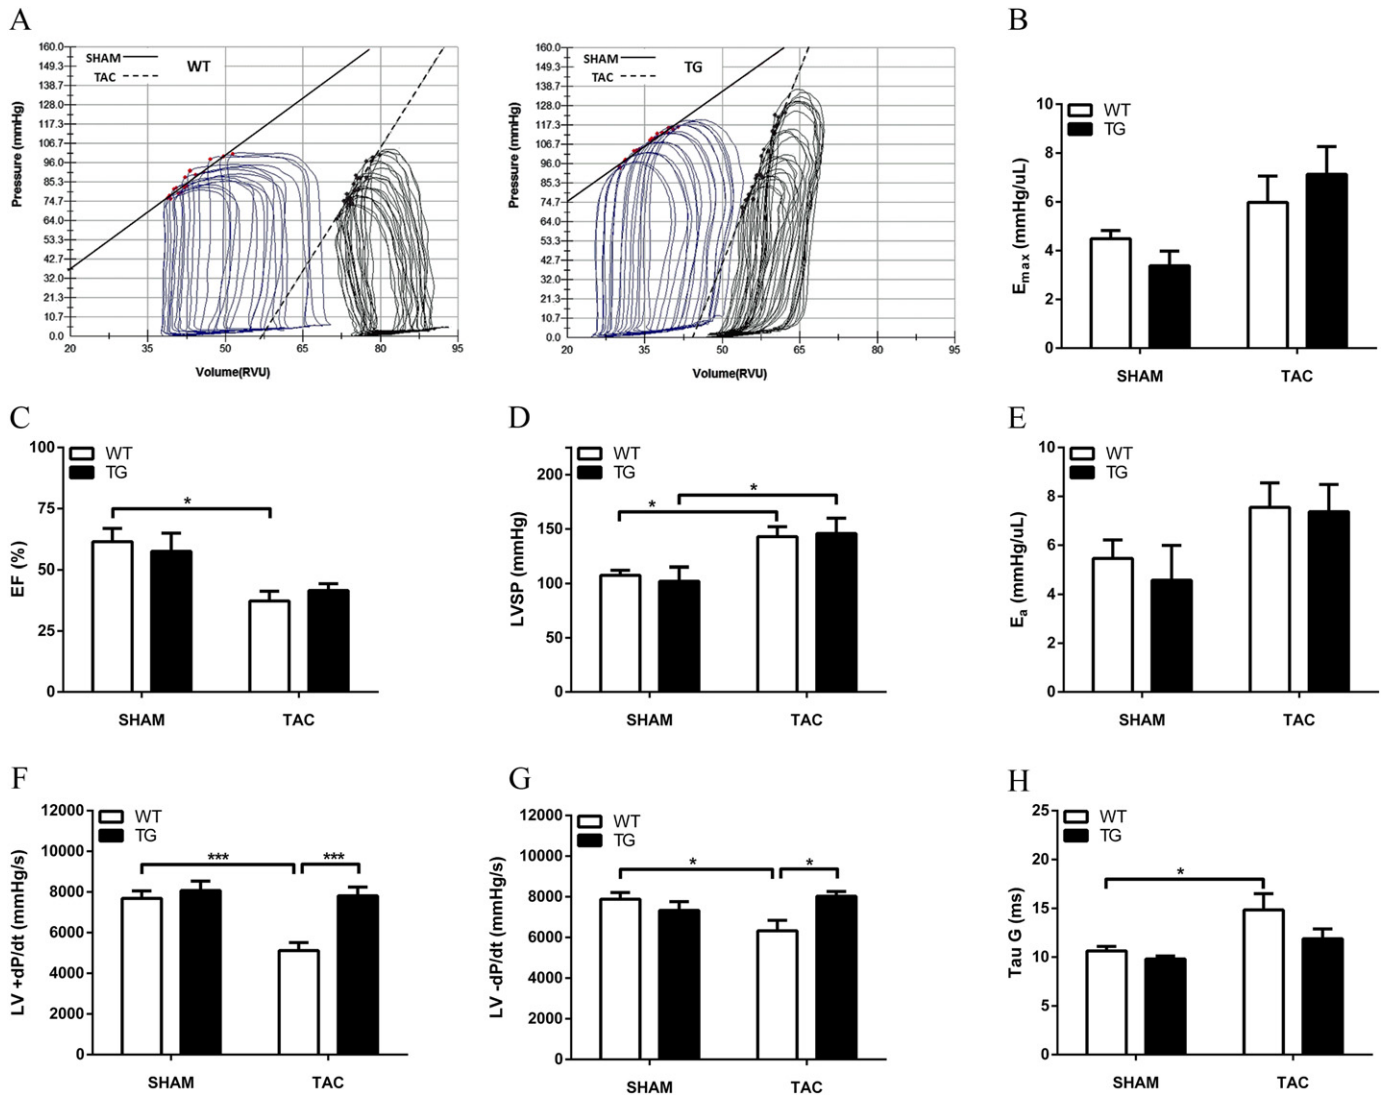 A
SHAM
TAC
WT
Pressure (mmHg)
160.0
149.3
138.7
128.0
117.3
106.7
96.0
85.3
74.7
64.0
53.3
42.7
32.0
21.3
10.7
0.0
20
35
50
65
80
95
Volume(RVU)
SHAM
TAC
TG
Pressure (mmHg)
160.0
149.3
138.7
128.0
117.3
106.7
96.0
85.3
74.7
64.0
53.3
42.7
32.0
21.3
10.7
0.0
20
35
50
65
80
95
Volume(RVU)
B
WT
TG
Emax (mmHg/uL)
10
8
6
4
2
0
SHAM
TAC
C
WT
TG
EF (%)
100
75
50
25
0
*
SHAM
TAC
D
WT
TG
LVSP (mmHg)
200
150
100
50
0
*
*
SHAM
TAC
E
WT
TG
Ea (mmHg/uL)
10
8
6
4
2
0
SHAM
TAC
F
WT
TG
LV +dP/dt (mmHg/s)
12000
10000
8000
6000
4000
2000
0
***
***
SHAM
TAC
G
WT
TG
LV -dP/dt (mmHg/s)
12000
10000
8000
6000
4000
2000
0
*
*
SHAM
TAC
H
WT
TG
Tau G (ms)
25
20
15
10
5
0
*
SHAM
TAC